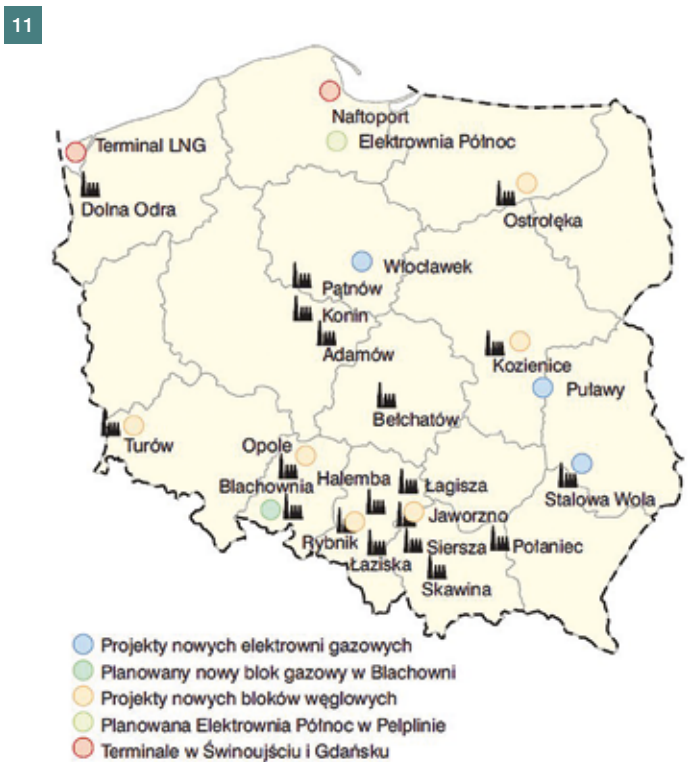 11
Naftoport
Elektrownia Północ
Terminal LNG
Dolna Odra
Ostrołęka
Włocławek
Pątnów
Konin
Adamów
Kozienice
Puławy
Bełchatów
Turów
Opole
Halemba
Łagisza
Blachownia
Stalowa Wola
Jaworzno
Rybnik
Siersza
Połaniec
Łaziska
Skawina
Projekty nowych elektrowni gazowych
Planowany nowy blok gazowy w Blachowni
Projekty nowych bloków węglowych
Planowana Elektrownia Północ w Pelplinie
Terminale w Świnoujściu i Gdańsku